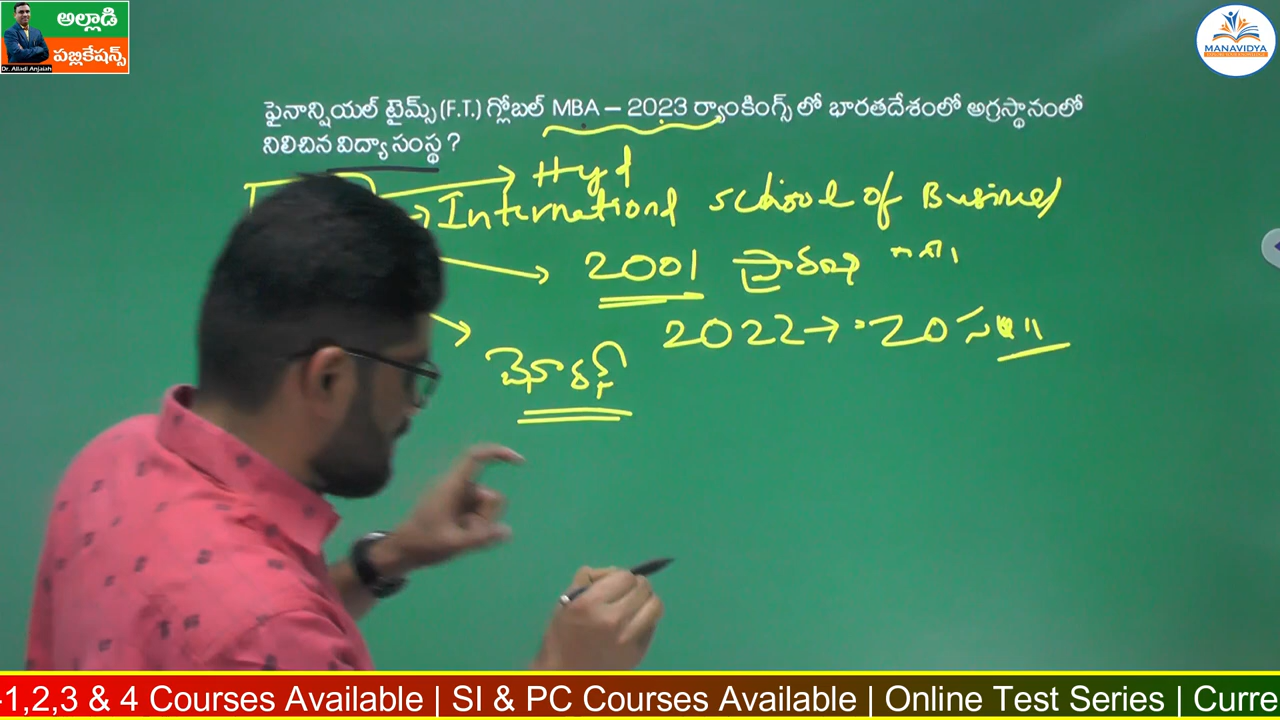 అల్లాడి
పబ్లికేషన్స్
Dr. Alladi Anjaiah
MANAVIDYA
ఫైనాన్షియల్ టైమ్స్ (F.T.) గ్లోబల్ MBA – 2023 ర్యాంకింగ్స్ లో భారతదేశంలో అగ్రస్థానంలో
నిలిచిన విద్యా సంస్థ ?
Hyd
International school of Business
2001
2022 → 20
-1,2,3 & 4 Courses Available | SI & PC Courses Available | Online Test Series | Curre